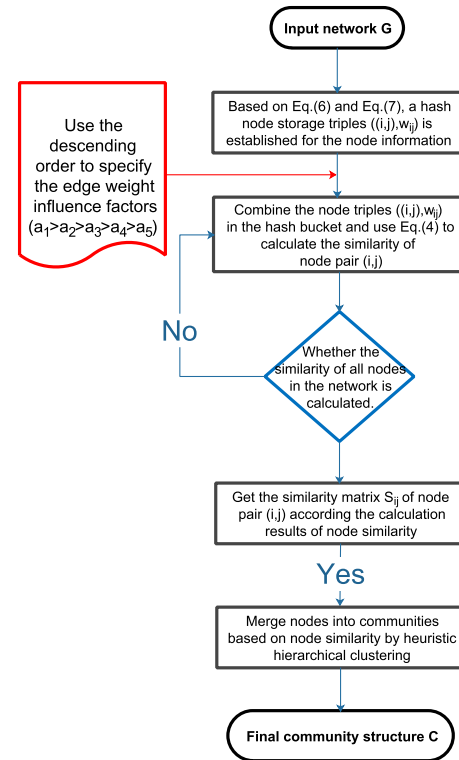 Input network G
Based on Eq.(6) and Eq.(7), a hash
node storage triples ((i,j),wij) is
established for the node information
Use the
descending
order to specify
the edge weight
influence factors
(a1>a2>a3>a4>a5)
Combine the node triples ((i,j),wij)
in the hash bucket and use Eq.(4) to
calculate the similarity of
node pair (i,j)
No
Whether the
similarity of all nodes
in the network is
calculated.
Get the similarity matrix Sij of node
pair (i,j) according the calculation
results of node similarity
Yes
Merge nodes into communities
based on node similarity by heuristic
hierarchical clustering
Final community structure C